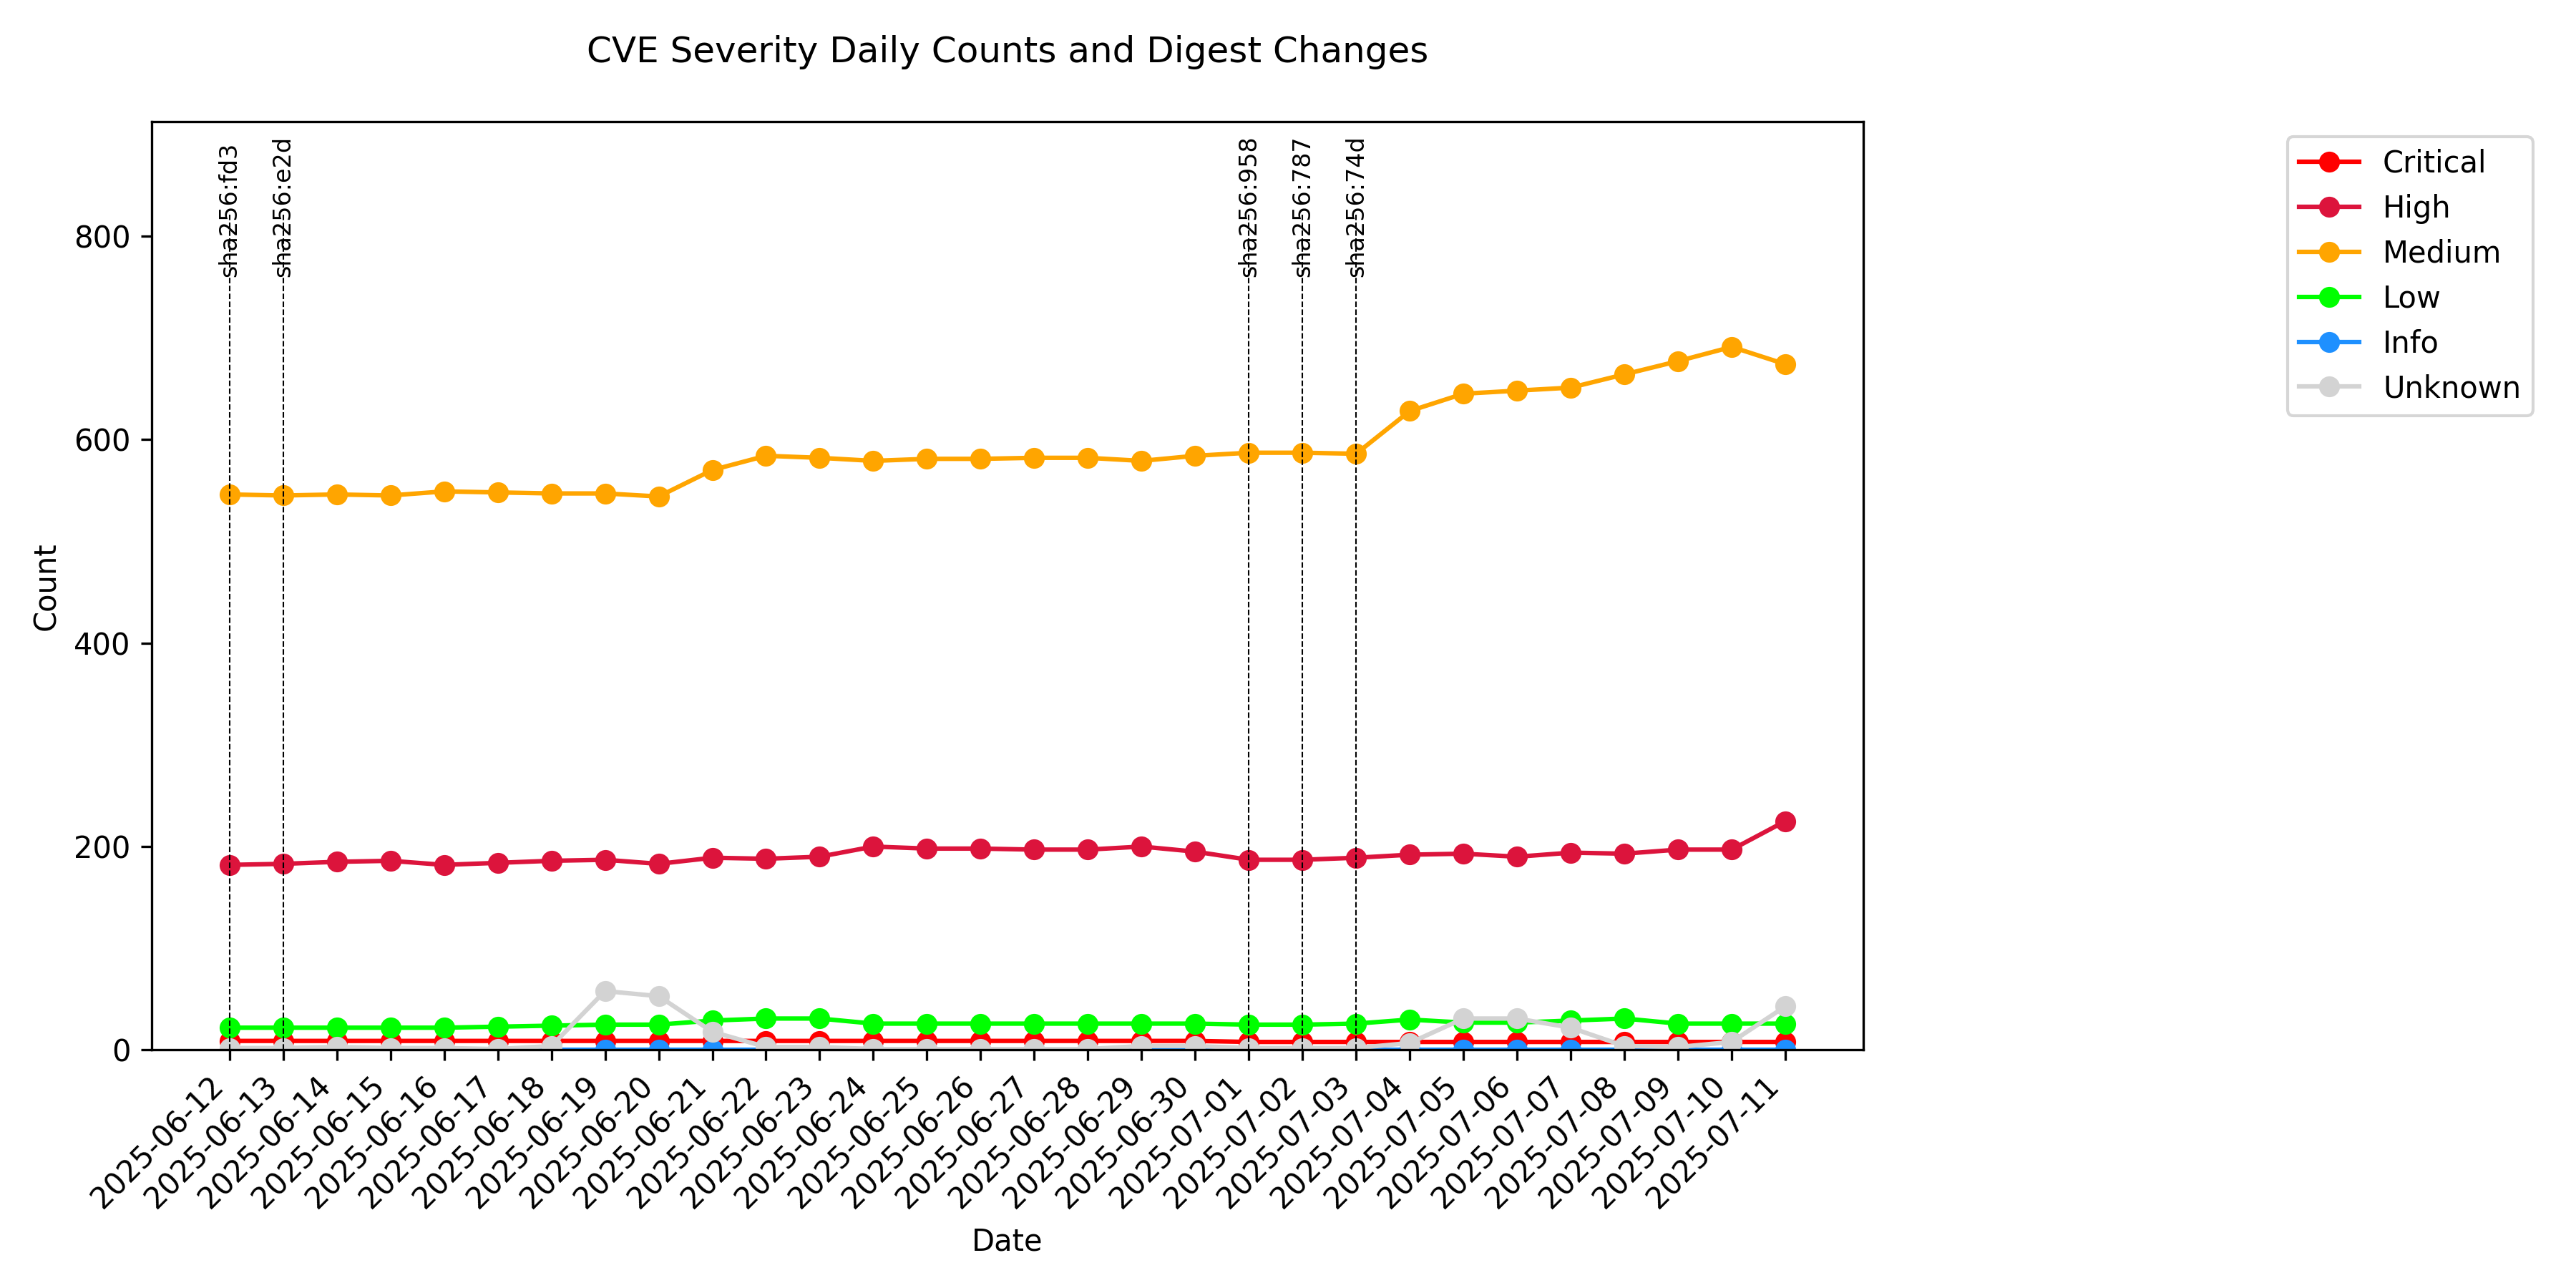 CVE Severity Daily Counts and Digest Changes
sha256:fd3
sha256:e2d
sha256:958
sha256:787
sha256:74d
Critical
High
Medium
Low
Info
Unknown
800
600
400
200
0
Count
2025-06-12
2025-06-13
2025-06-14
2025-06-15
2025-06-16
2025-06-17
2025-06-18
2025-06-19
2025-06-20
2025-06-21
2025-06-22
2025-06-23
2025-06-24
2025-06-25
2025-06-26
2025-06-27
2025-06-28
2025-06-29
2025-06-30
2025-07-01
2025-07-02
2025-07-03
2025-07-04
2025-07-05
2025-07-06
2025-07-07
2025-07-08
2025-07-09
2025-07-10
2025-07-11
Date